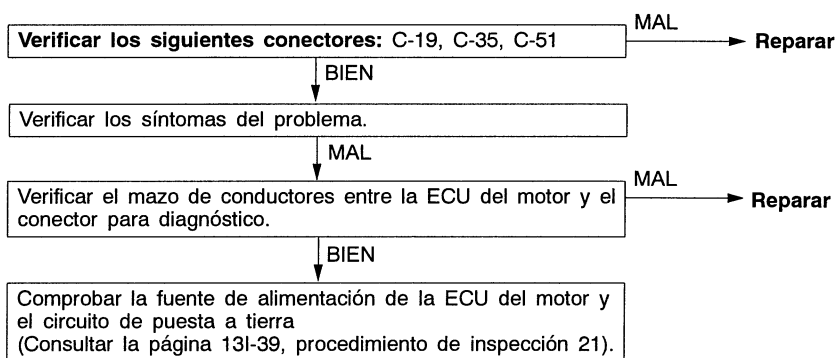 Verificar los siguientes conectores: C-19, C-35, C-51
MAL
Reparar
BIEN
Verificar los síntomas del problema.
MAL
Verificar el mazo de conductores entre la ECU del motor y el
conector para diagnóstico.
MAL
Reparar
BIEN
Comprobar la fuente de alimentación de la ECU del motor y
el circuito de puesta a tierra
(Consultar la página 13I-39, procedimiento de inspección 21).